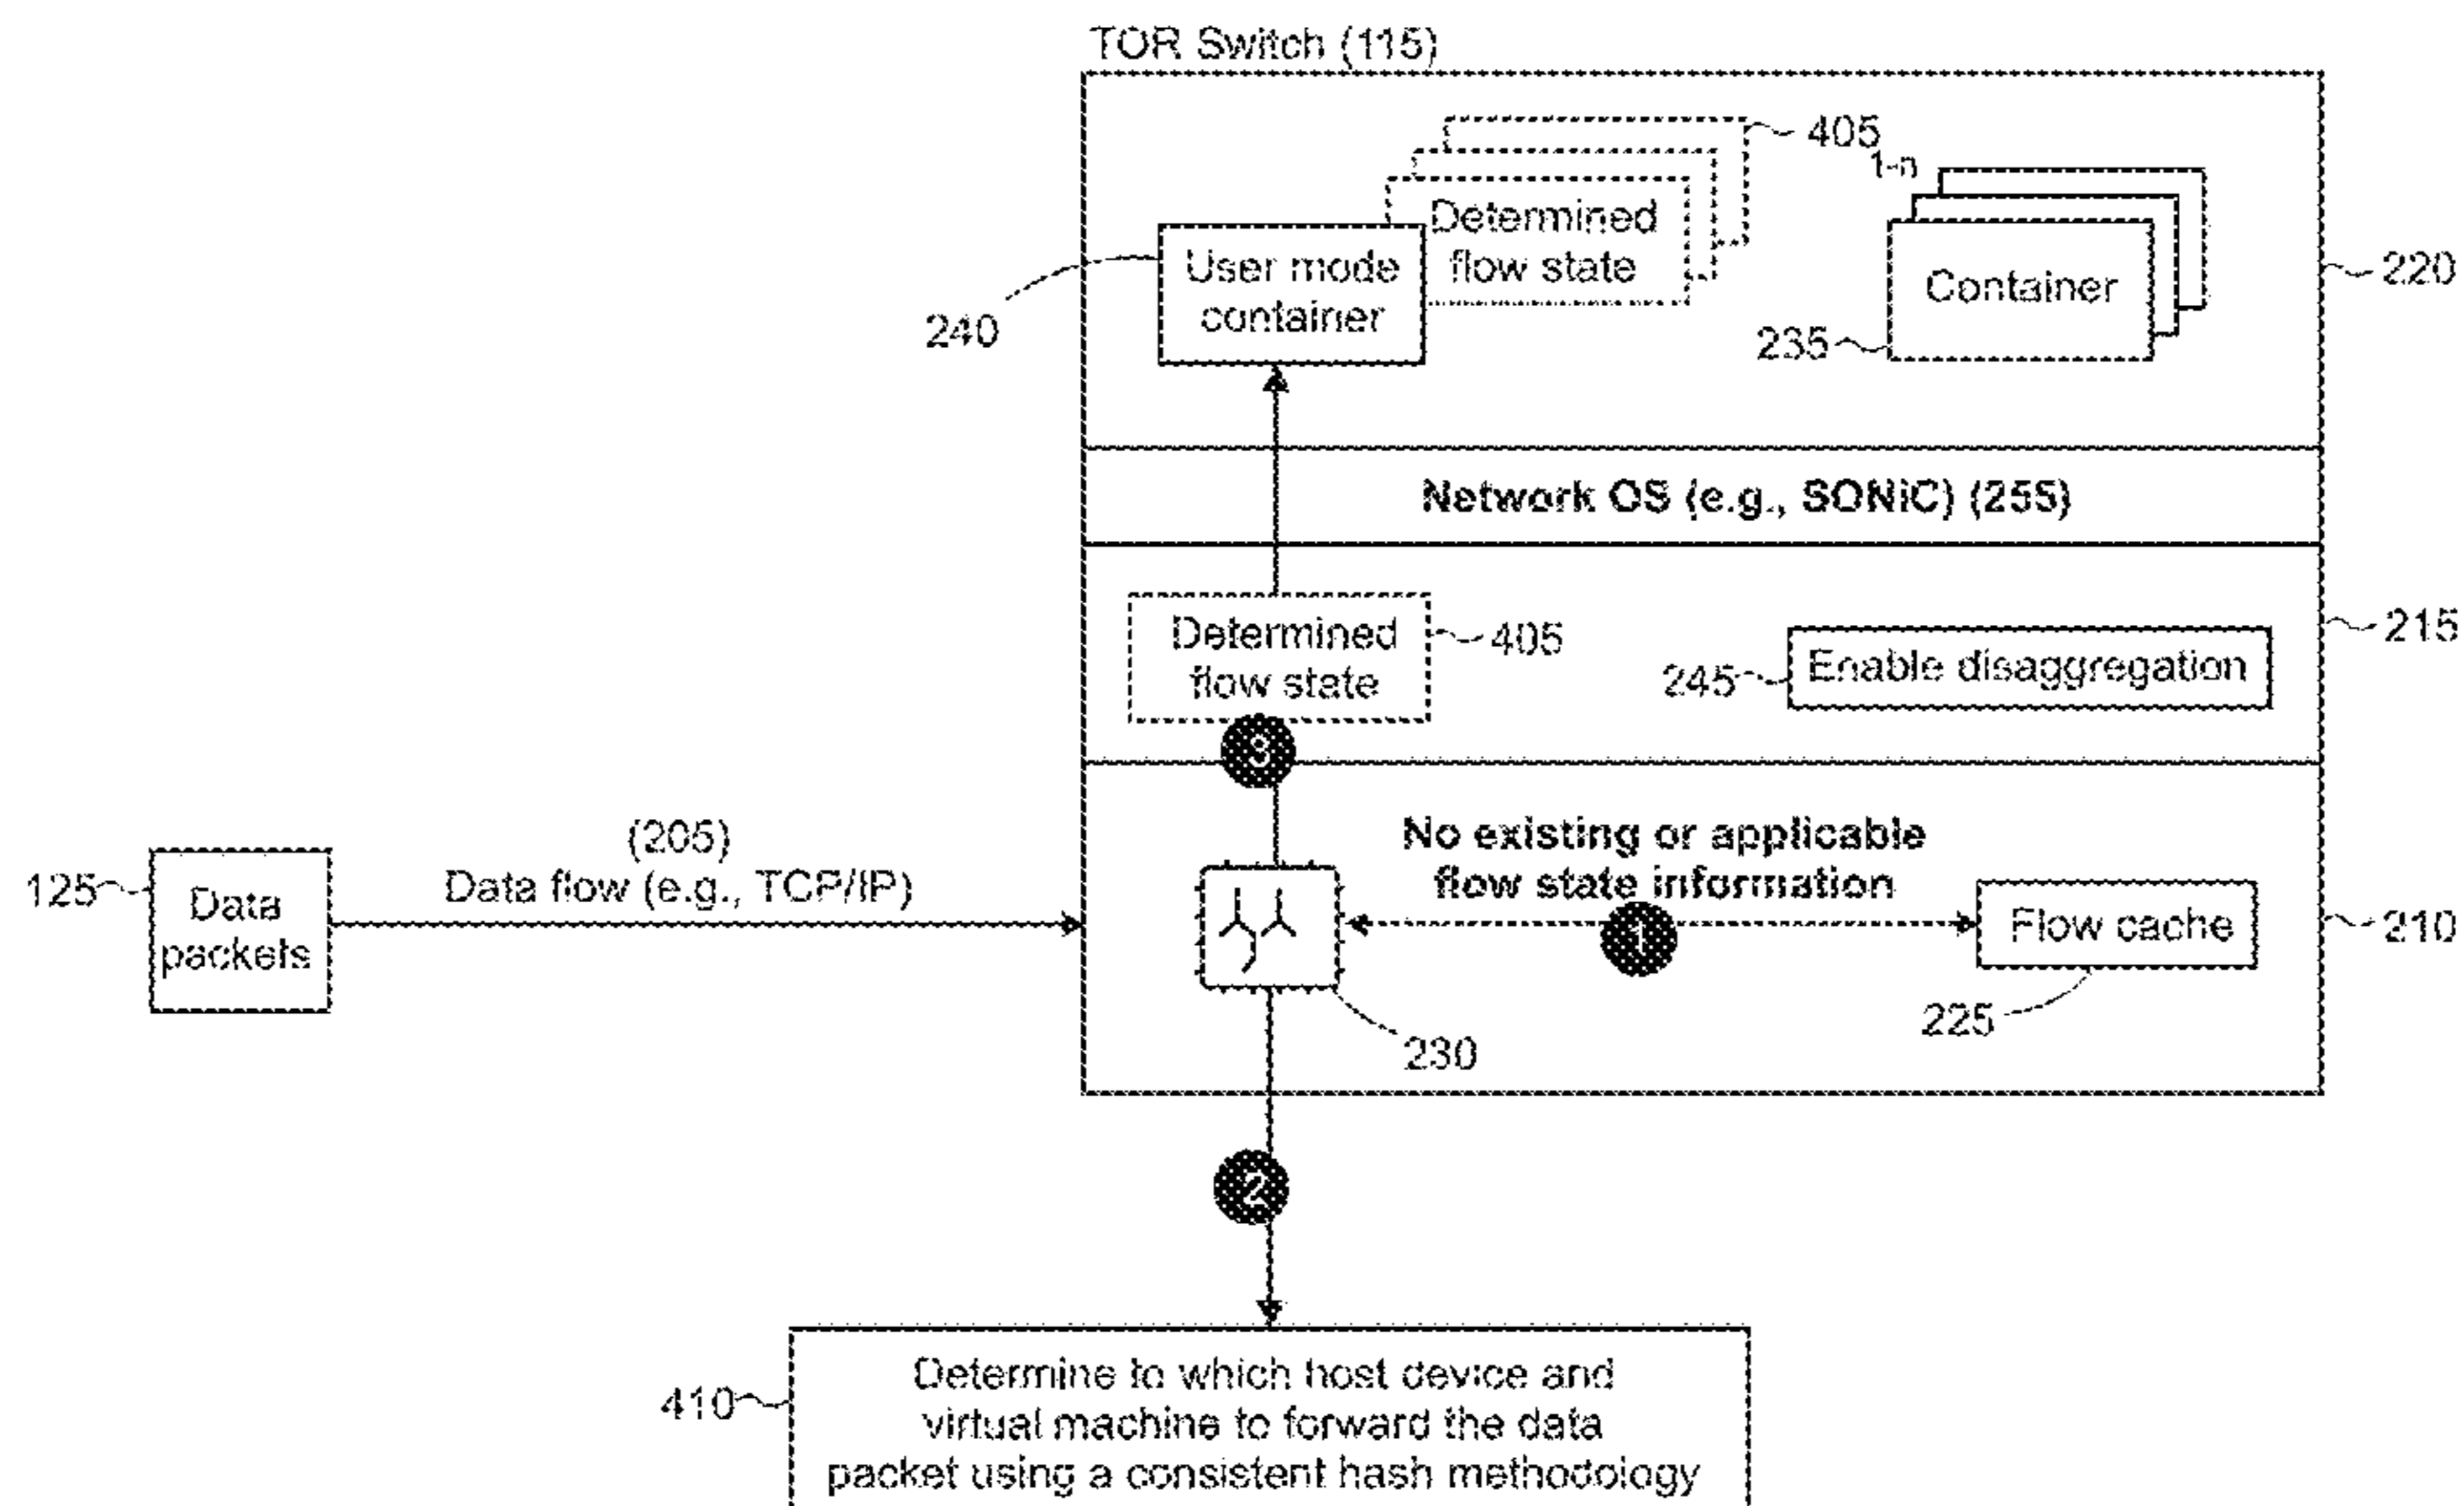 TOR Switch (115)
405
1-n
Determined
flow state
User mode
container
240
Container
235
220
Network OS (e.g., SONiC) (255)
Determined
flow state
405
245
Enable disaggregation
215
3
(205)
Data flow (e.g., TCP/IP)
125
Data
packets
No existing or applicable
flow state information
1
Flow cache
210
225
230
2
410
Determine to which host device and
virtual machine to forward the data
packet using a consistent hash methodology